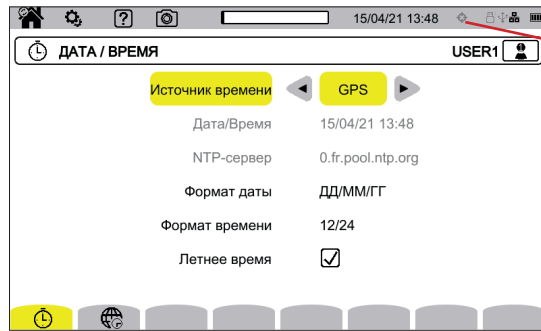 15/04/21 13:48
ДАТА / ВРЕМЯ USER1
Источник времени GPS
Дата/Время 15/04/21 13:48
NTP-сервер 0.fr.pool.ntp.org
Формат даты ДД/ММ/ГГ
Формат времени 12/24
Летнее время